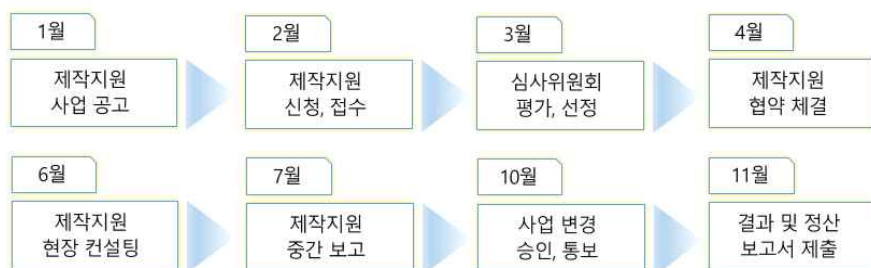 1월
제작지원
사업 공고
2월
제작지원
신청, 접수
3월
심사위원회
평가, 선정
4월
제작지원
협약 체결
6월
제작지원
현장 컨설팅
7월
제작지원
중간 보고
10월
사업 변경
승인, 통보
11월
결과 및 정산
보고서 제출